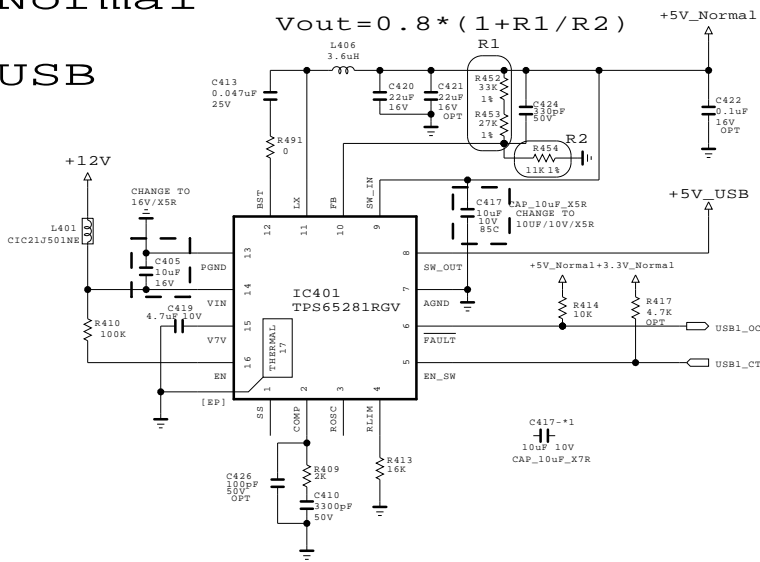 Normal
USB
Vout=0.8*(1+R1/R2)
+5V_Normal
R1
L406
3.6uH
C413
0.047uF
25V
C420
22uF
16V
C421
22uF
16V
OPT
R452
33K
1%
R453
27K
1%
C424
330pF
50V
C422
0.1uF
16V
OPT
R491
0
R2
R454
11K 1%
+12V
CHANGE TO
16V/X5R
L401
CIC21J501NE
BST
LX
FB
SW_IN
12
11
10
9
C417
10uF
10V
85C
CAP_10uF_X5R
CHANGE TO
10UF/10V/X5R
+5V_USB
C405
10uF
16V
13
PGND
14
VIN
15
V7V
16
EN
[EP]
IC401
TPS65281RGV
THERMAL
17
8
SW_OUT
7
AGND
6
FAULT
5
EN_SW
+5V_Normal
+3.3V_Normal
R414
10K
R417
4.7K
OPT
USB1_OC
USB1_CT
C419
4.7uF 10V
R410
100K
1
2
3
4
SS
COMP
ROSC
RLIM
C426
100pF
50V
OPT
R409
2K
C410
3300pF
50V
R413
16K
C417-*1
10uF 10V
CAP_10uF_X7R